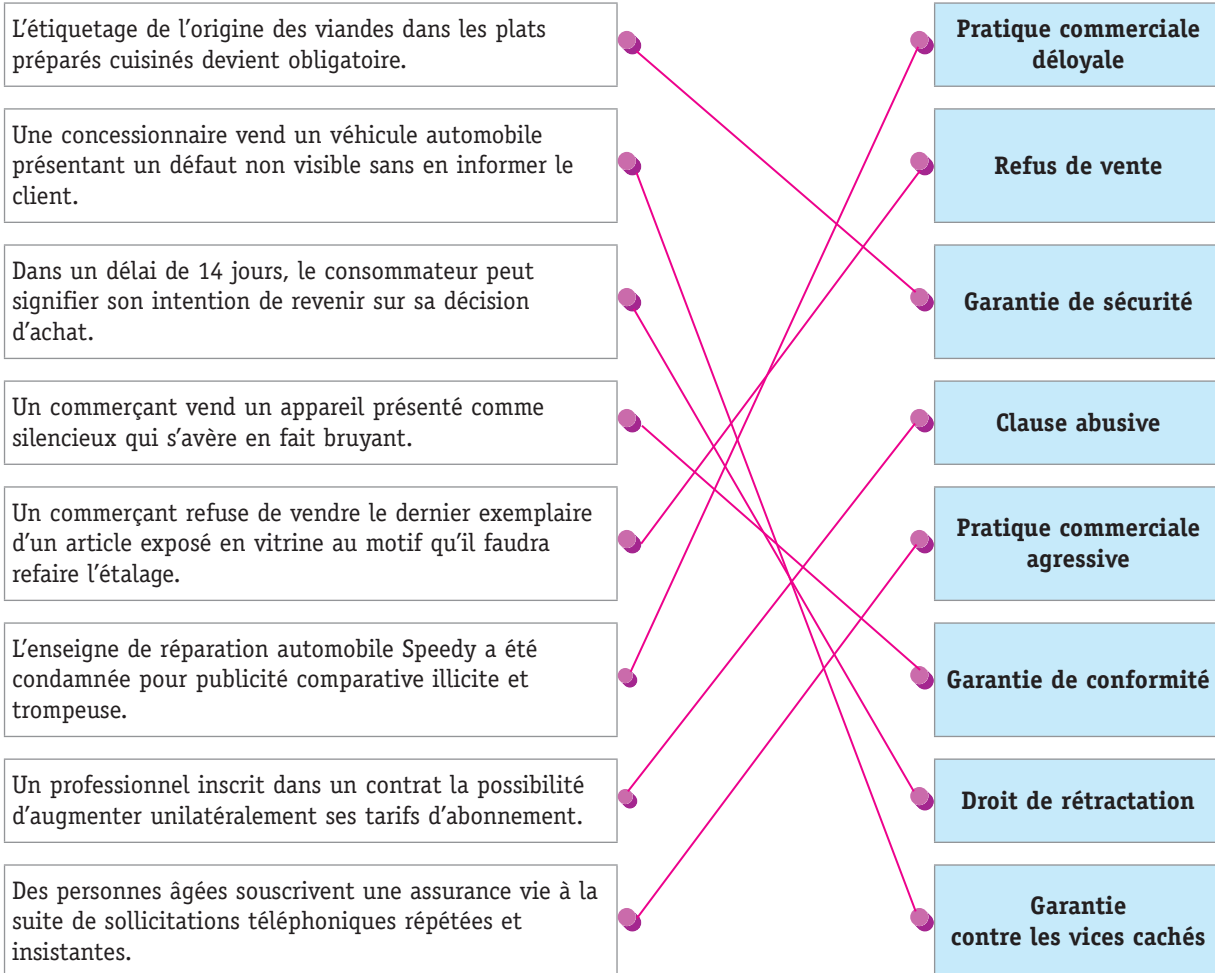 L'étiquetage de l'origine des viandes dans les plats
préparés cuisinés devient obligatoire.
Une concessionnaire vend un véhicule automobile
présentant un défaut non visible sans en informer le
client.
Dans un délai de 14 jours, le consommateur peut
signifier son intention de revenir sur sa décision
d'achat.
Un commerçant vend un appareil présenté comme
silencieux qui s'avère en fait bruyant.
Un commerçant refuse de vendre le dernier exemplaire
d'un article exposé en vitrine au motif qu'il faudra
refaire l'étalage.
L'enseigne de réparation automobile Speedy a été
condamnée pour publicité comparative illicite et
trompeuse.
Un professionnel inscrit dans un contrat la possibilité
d'augmenter unilatéralement ses tarifs d'abonnement.
Des personnes âgées souscrivent une assurance vie à la
suite de sollicitations téléphoniques répétées et
insistantes.
Pratique commerciale
déloyale
Refus de vente
Garantie de sécurité
Clause abusive
Pratique commerciale
agressive
Garantie de conformité
Droit de rétractation
Garantie
contre les vices cachés